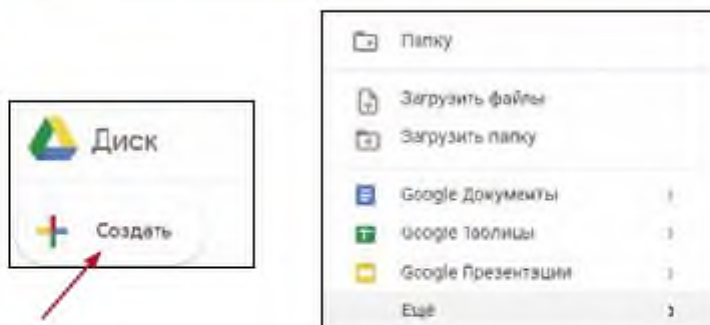 Диск
Создать
Папку
Загрузить файлы
Загрузить папку
Google Документы
Google Таблицы
Google Презентации
Ещё